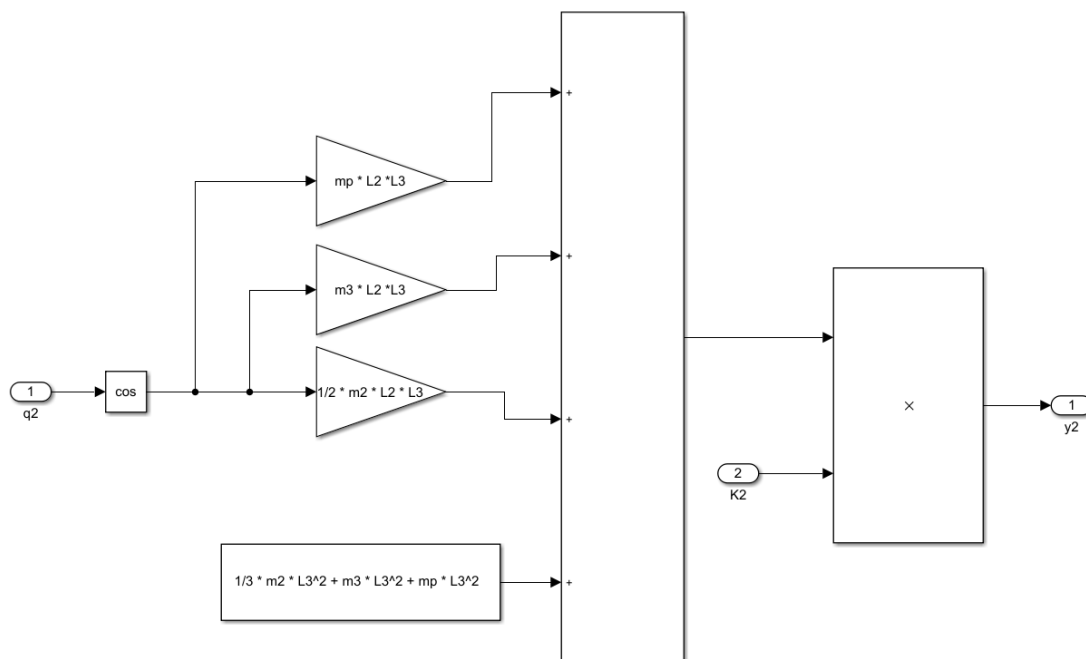 +
mp * L2 *L3
+
m3 * L2 *L3
1
q2
cos
1/2 * m2 * L2 * L3
+
×
1
y2
2
K2
1/3 * m2 * L3^2 + m3 * L3^2 + mp * L3^2
+